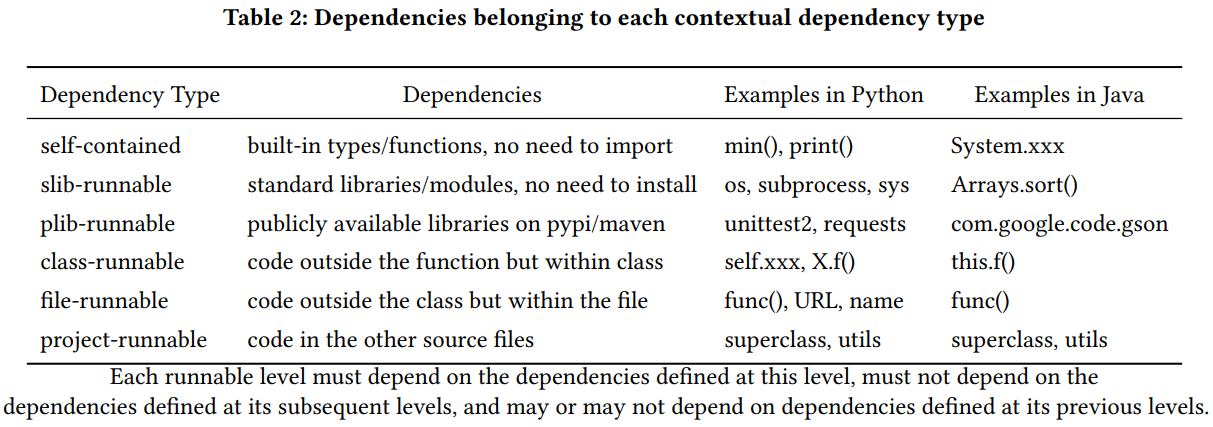 Table 2: Dependencies belonging to each contextual dependency type
Dependency Type Dependencies Examples in Python Examples in Java
self-contained built-in types/functions, no need to import min(), print() System.xxx
slib-runnable standard libraries/modules, no need to install os, subprocess, sys Arrays.sort()
plib-runnable publicly available libraries on pypi/maven unittest2, requests com.google.code.gson
class-runnable code outside the function but within class self.xxx, X.f() this.f()
file-runnable code outside the class but within the file func(), URL, name func()
project-runnable code in the other source files superclass, utils superclass, utils
Each runnable level must depend on the dependencies defined at this level, must not depend on the
dependencies defined at its subsequent levels, and may or may not depend on dependencies defined at its previous levels.